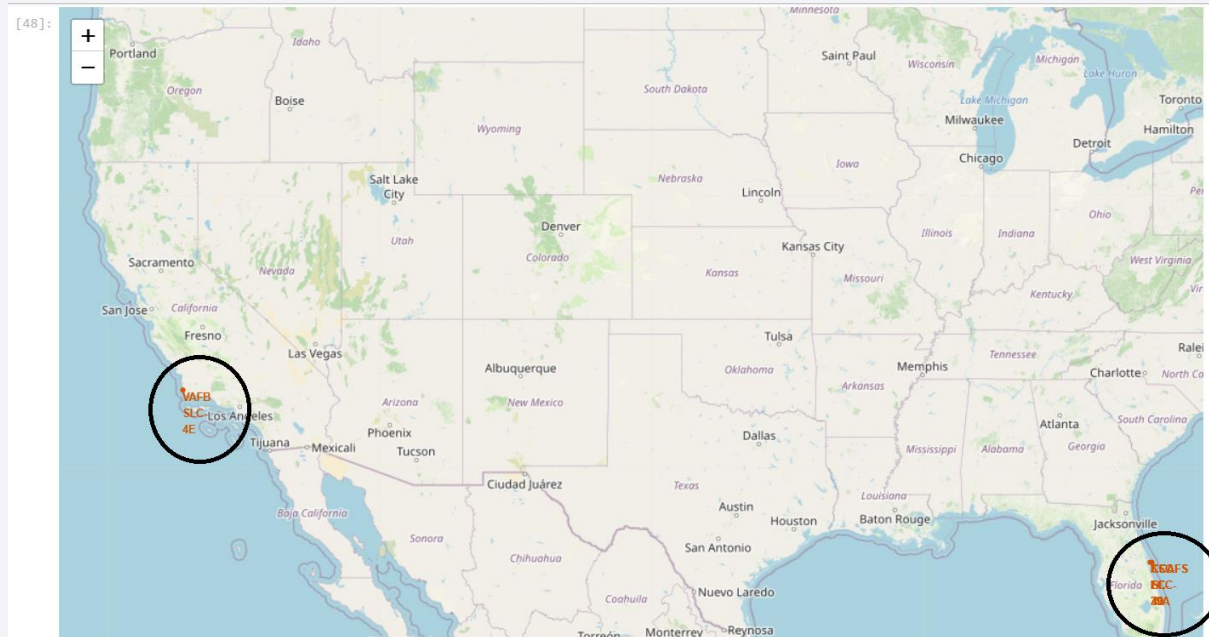 [48]:
+
−
Minnesota
Portland
Idaho
Saint Paul
Wisconsin
Michigan
Lake Huron
Oregon
Boise
South Dakota
Lake Michigan
Toronto
Wyoming
Milwaukee
Hamilton
Detroit
Chicago
Iowa
Salt Lake
City
Nebraska
Lincoln
Ohio
Denver
Utah
Illinois
Indiana
Kansas City
Sacramento
Nevada
Colorado
Kansas
Missouri
West Virginia
California
San Jose
Kentucky
Fresno
Las Vegas
Tulsa
Tennessee
Albuquerque
Oklahoma
Memphis
Charlotte
VAFB
SLC-
4E
Los Angeles
Arizona
New Mexico
Arkansas
South Carolina
Phoenix
Tucson
Dallas
Atlanta
Tijuana
Mexicali
Mississippi
Alabama
Georgia
Ciudad Juárez
Texas
Louisiana
Baja California
Austin
Houston
Baton Rouge
Jacksonville
Sonora
San Antonio
Chihuahua
Florida
Coahuila
Nuevo Laredo
Torreón
Monterrey
Reynosa